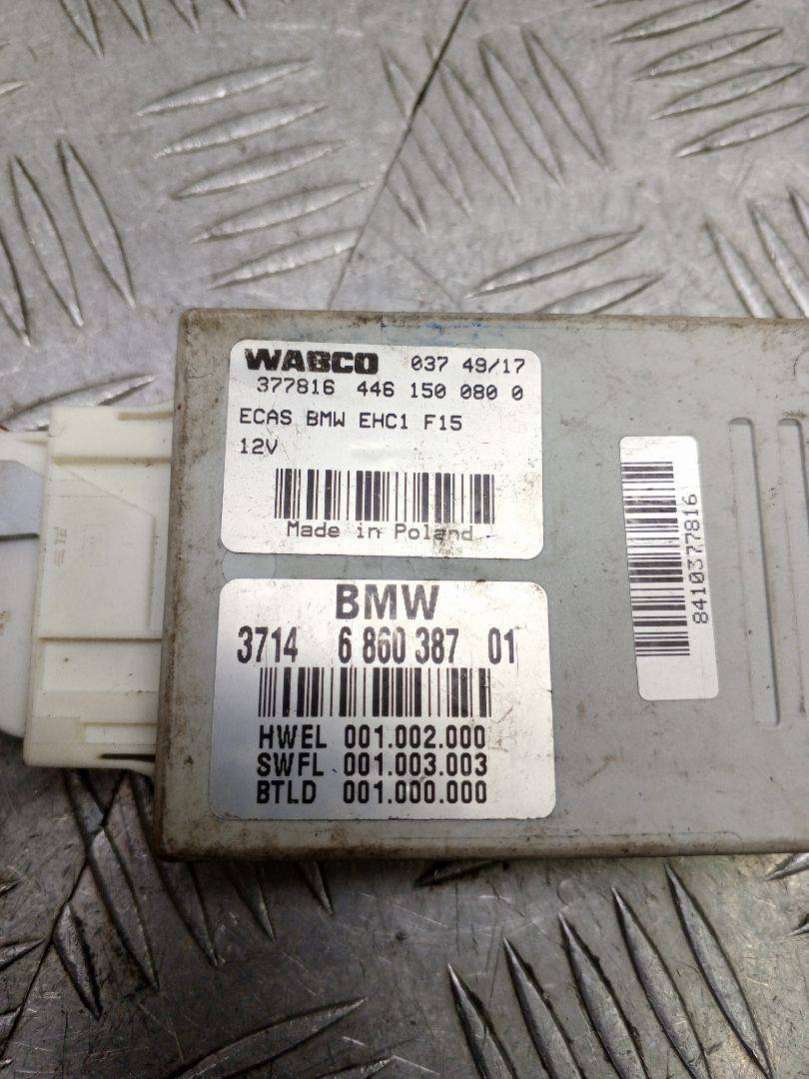 WABCO 037 49/17
377816 446 150 080 0
ECAS BMW EHC1 F15
12V
Made in Poland
BMW
3714 6 860 387 01
HWEL 001.002.000
SWFL 001.003.003
BTLD 001.000.000
8410377816